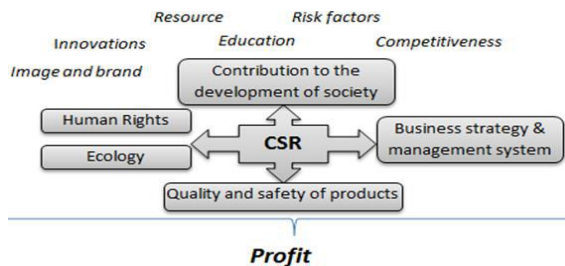 Resource Risk factors
Innovations Education Competitiveness
Image and brand
Contribution to the
development of society
Human Rights
Ecology
CSR
Business strategy &
management system
Quality and safety of products
Profit